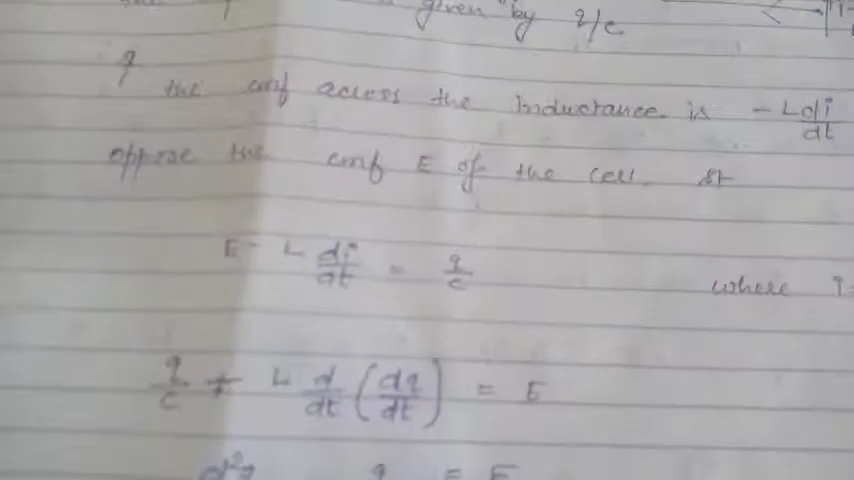 given by q/c
the emf across the inductance is - L di/dt
oppose the emf E of the cell. St
E - L di/dt = q/c where i =
q/c + L d/dt (dq/dt) = E
d²q q = E